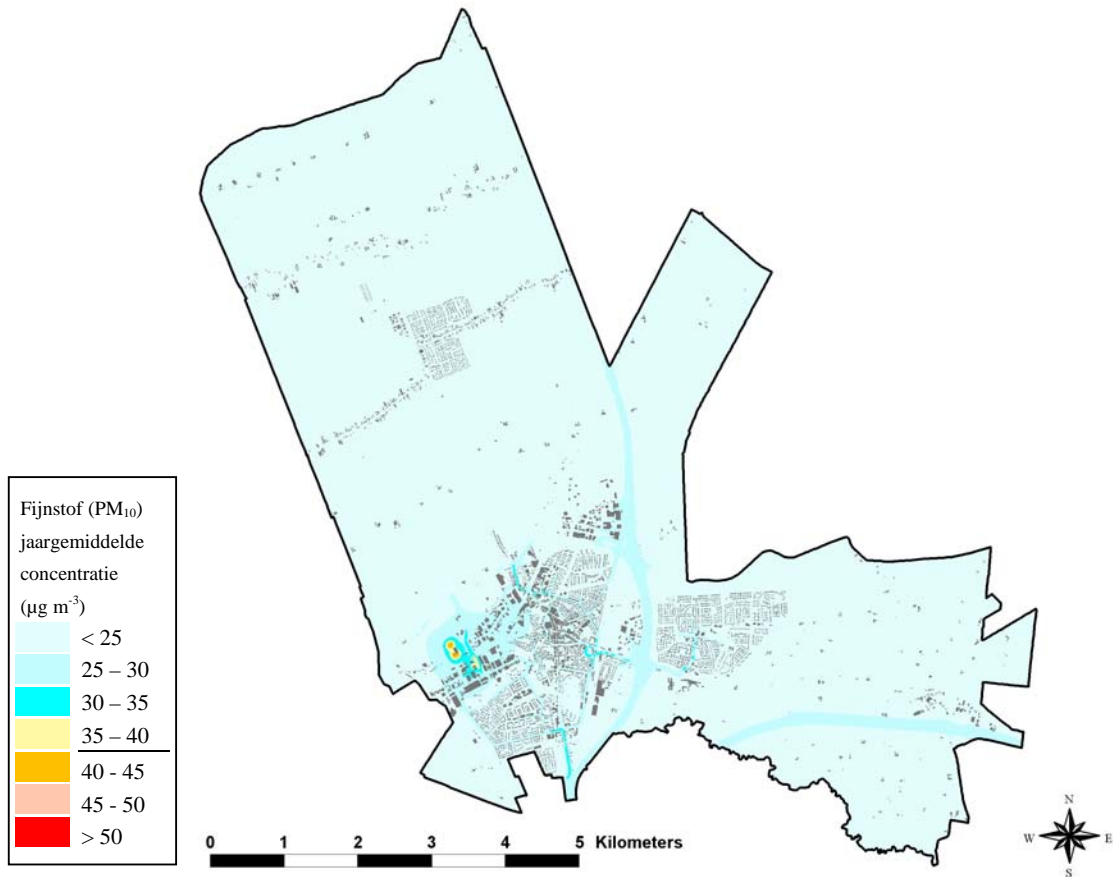 Fijnstof (PM₁₀)
jaargemiddelde
concentratie
(µg m⁻³)
< 25
25 – 30
30 – 35
35 – 40
40 - 45
45 - 50
> 50
0 1 2 3 4 5 Kilometers
N
W E
S